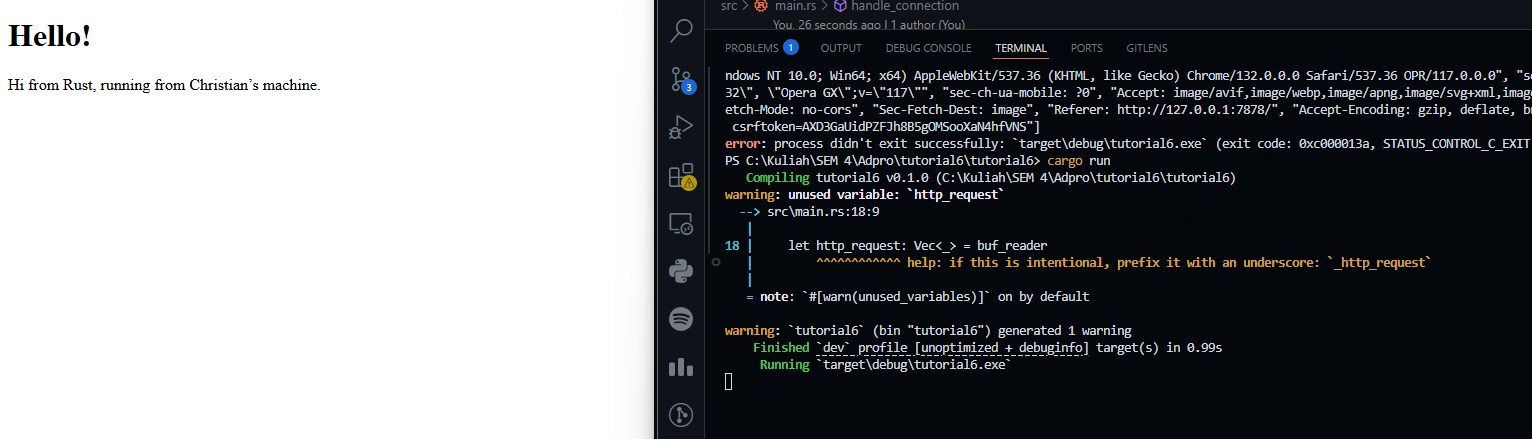 Hello!
Hi from Rust, running from Christian’s machine.
src > main.rs > handle_connection
You, 26 seconds ago | 1 author (You)
PROBLEMS 1 OUTPUT DEBUG CONSOLE TERMINAL PORTS GITLENS
ndows NT 10.0; Win64; x64) AppleWebKit/537.36 (KHTML, like Gecko) Chrome/132.0.0.0 Safari/537.36 OPR/117.0.0.0", "se
32\", \"Opera GX\";v=\"117\"", "sec-ch-ua-mobile: ?0", "Accept: image/avif,image/webp,image/apng,image/svg+xml,imag
etch-Mode: no-cors", "Sec-Fetch-Dest: image", "Referer: http://127.0.0.1:7878/", "Accept-Encoding: gzip, deflate, br
csrftoken=AXD3GaUidPZFJh8B5gOMSooXaN4hfVNS"]
error: process didn't exit successfully: `target\debug\tutorial6.exe` (exit code: 0xc000013a, STATUS_CONTROL_C_EXIT
PS C:\Kuliah\SEM 4\Adpro\tutorial6\tutorial6> cargo run
Compiling tutorial6 v0.1.0 (C:\Kuliah\SEM 4\Adpro\tutorial6\tutorial6)
warning: unused variable: `http_request`
--> src\main.rs:18:9
|
18 | let http_request: Vec<_> = buf_reader
| ^^^^^^^^^^^^ help: if this is intentional, prefix it with an underscore: `_http_request`
|
= note: `#[warn(unused_variables)]` on by default
warning: `tutorial6` (bin "tutorial6") generated 1 warning
Finished `dev` profile [unoptimized + debuginfo] target(s) in 0.99s
Running `target\debug\tutorial6.exe`
3